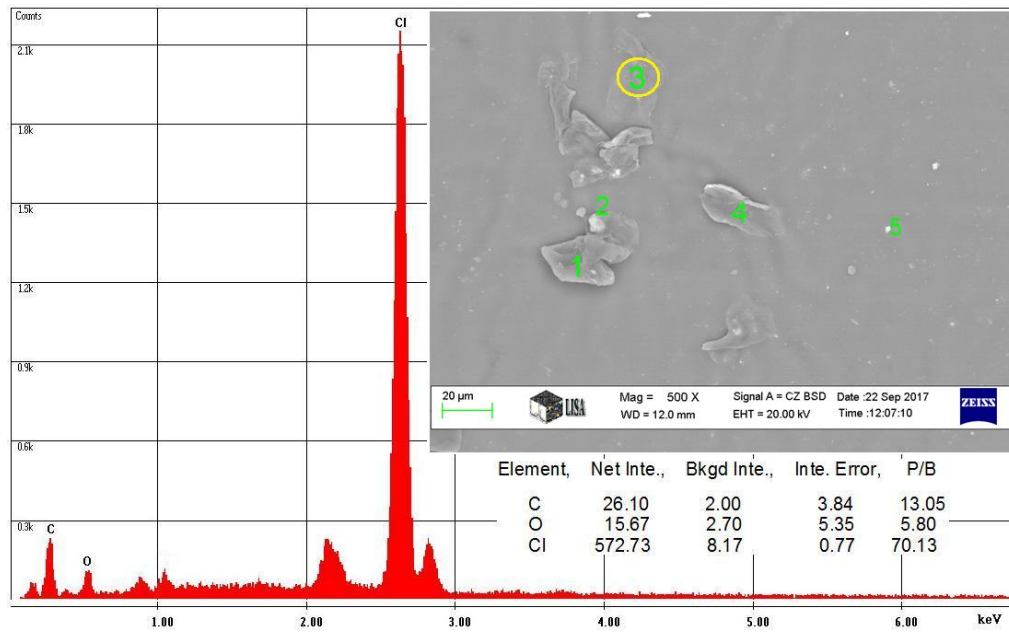 Counts
2.1k
1.8k
1.5k
1.2k
0.9k
0.6k
0.3k
Cl
C
O
1.00
2.00
3.00
4.00
5.00
6.00
keV
3
2
4
5
1
20 µm
LISA
Mag = 500 X Signal A = CZ BSD Date :22 Sep 2017
WD = 12.0 mm EHT = 20.00 kV Time :12:07:10
ZEISS
Element, Net Inte., Bkgd Inte., Inte. Error, P/B
C 26.10 2.00 3.84 13.05
O 15.67 2.70 5.35 5.80
Cl 572.73 8.17 0.77 70.13